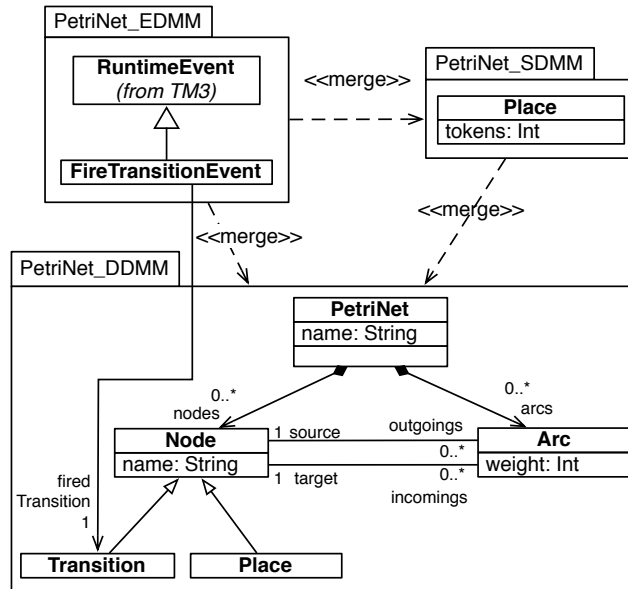 PetriNet_EDMM
RuntimeEvent
(from TM3)
FireTransitionEvent
<<merge>>
PetriNet_SDMM
Place
tokens: Int
<<merge>>
<<merge>>
PetriNet_DDMM
PetriNet
name: String
0..*
nodes
0..*
arcs
Node
name: String
1 source
outgoings
0..*
1 target
0..*
incomings
Arc
weight: Int
fired
Transition
1
Transition
Place